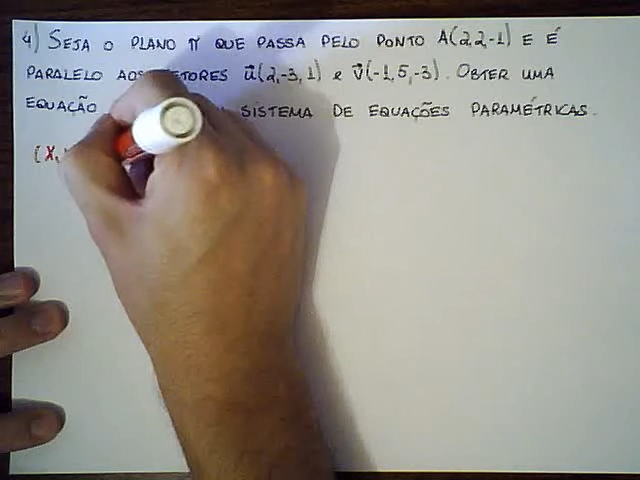 4) SEJA O PLANO π QUE PASSA PELO PONTO A(2,2,-1) E É
PARALELO AOS VETORES u⃗(2,-3,1) E v⃗(-1,5,-3). OBTER UMA
EQUAÇÃO SISTEMA DE EQUAÇÕES PARAMÉTRICAS.
(X,